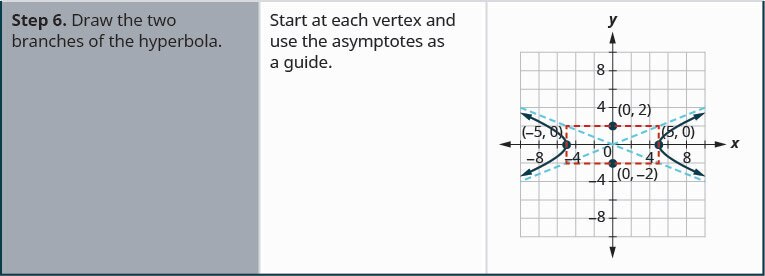 Step 6. Draw the two
branches of the hyperbola.
Start at each vertex and
use the asymptotes as
a guide.
y
8
4
(0, 2)
(−5, 0)
(5, 0)
x
0
−8
−4
4
8
(0, −2)
−4
−8